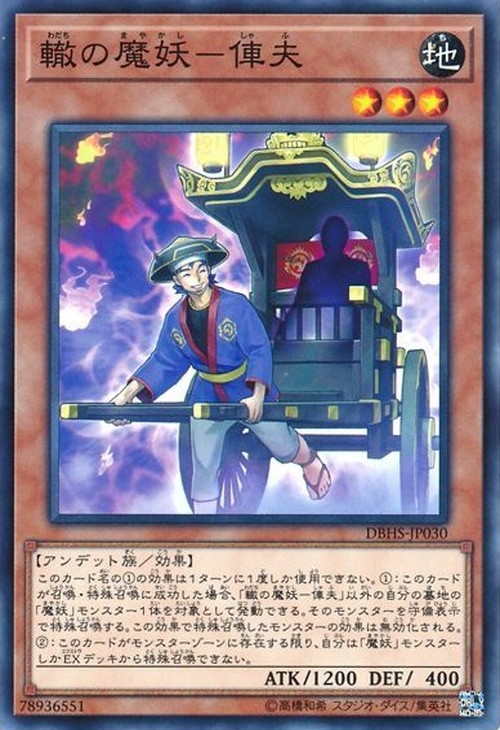 轍の魔妖－俥夫
地
DBHS-JP030
【アンデット族／効果】
このカード名の①の効果は1ターンに1度しか使用できない。①：このカード
が召喚・特殊召喚に成功した場合、「轍の魔妖－俥夫」以外の自分の墓地の
「魔妖」モンスター1体を対象として発動できる。そのモンスターを守備表示
で特殊召喚する。この効果で特殊召喚したモンスターの効果は無効化される。
②：このカードがモンスターゾーンに存在する限り、自分は「魔妖」モンスター
しかEXデッキから特殊召喚できない。
ATK/1200 DEF/ 400
78936551
©高橋和希 スタジオ・ダイス/集英社